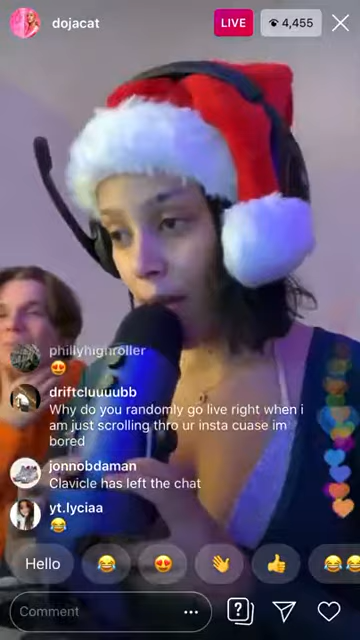 dojacat
LIVE
4,455
phillyhighroller
😍
driftcluuuubb
Why do you randomly go live right when i
am just scrolling thro ur insta cuase im
bored
jonnobdaman
Clavicle has left the chat
yt.lyciaa
😂
Hello
😂 😍 👋 👍 😂😂
Comment